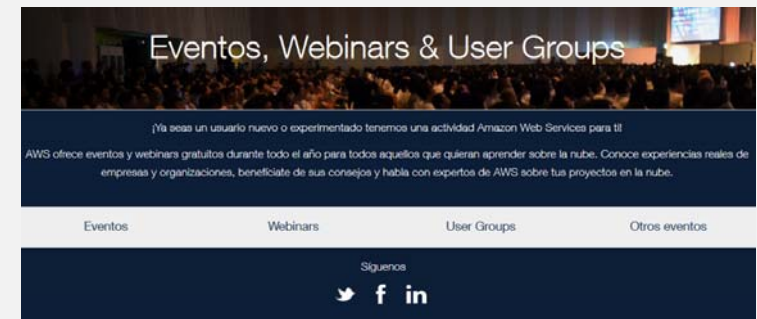 Eventos, Webinars & User Groups
¡Ya seas un usuario nuevo o experimentado tenemos una actividad Amazon Web Services para ti!
AWS ofrece eventos y webinars gratuitos durante todo el año para todos aquellos que quieran aprender sobre la nube. Conoce experiencias reales de
empresas y organizaciones, benefíciate de sus consejos y habla con expertos de AWS sobre tus proyectos en la nube.
Eventos Webinars User Groups Otros eventos
Síguenos